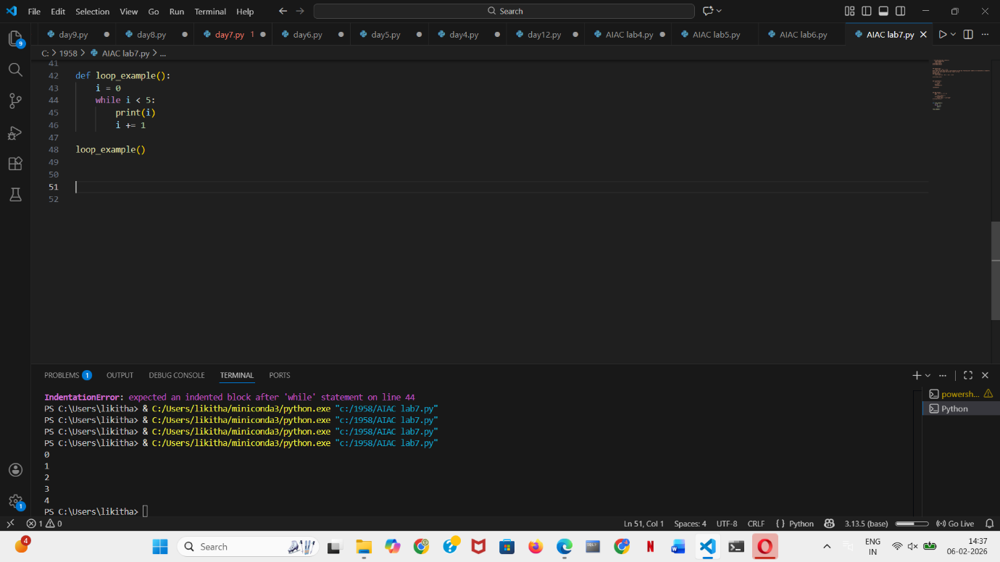 File Edit Selection View Go Run Terminal Help Search
day9.py day8.py day7.py 1 day6.py day5.py day4.py day12.py AIAC lab4.py AIAC lab5.py AIAC lab6.py AIAC lab7.py
C: > 1958 > AIAC lab7.py > ...
41
42 def loop_example():
43 i = 0
44 while i < 5:
45 print(i)
46 i += 1
47
48 loop_example()
49
50
51
52
9
1
PROBLEMS 1 OUTPUT DEBUG CONSOLE TERMINAL PORTS
IndentationError: expected an indented block after 'while' statement on line 44
PS C:\Users\likitha> & C:/Users/likitha/miniconda3/python.exe "c:/1958/AIAC lab7.py"
PS C:\Users\likitha> & C:/Users/likitha/miniconda3/python.exe "c:/1958/AIAC lab7.py"
PS C:\Users\likitha> & C:/Users/likitha/miniconda3/python.exe "c:/1958/AIAC lab7.py"
PS C:\Users\likitha> & C:/Users/likitha/miniconda3/python.exe "c:/1958/AIAC lab7.py"
0
1
2
3
4
PS C:\Users\likitha>
powersh...
Python
1 0 Ln 51, Col 1 Spaces: 4 UTF-8 CRLF {} Python 3.13.5 (base) Go Live
4 Search ENG IN 14:37 06-02-2026